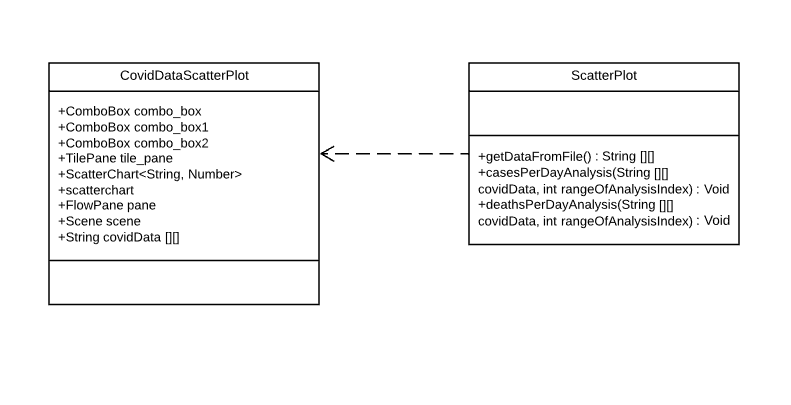 CovidDataScatterPlot
+ComboBox combo_box
+ComboBox combo_box1
+ComboBox combo_box2
+TilePane tile_pane
+ScatterChart<String, Number>
+scatterchart
+FlowPane pane
+Scene scene
+String covidData [][]
ScatterPlot
+getDataFromFile() : String [][]
+casesPerDayAnalysis(String [][]
covidData, int rangeOfAnalysisIndex) : Void
+deathsPerDayAnalysis(String [][]
covidData, int rangeOfAnalysisIndex) : Void